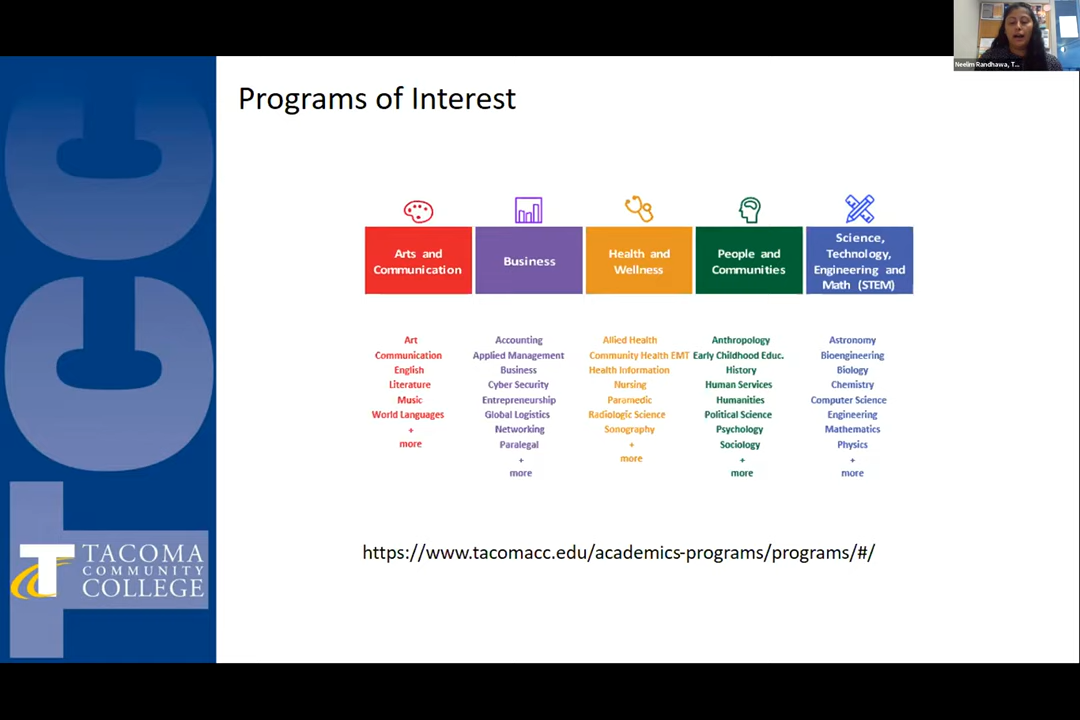 Neelim Randhawa, T...
Programs of Interest
Arts and
Communication
Business
Health and
Wellness
People and
Communities
Science,
Technology,
Engineering and
Math (STEM)
Art
Communication
English
Literature
Music
World Languages
+
more
Accounting
Applied Management
Business
Cyber Security
Entrepreneurship
Global Logistics
Networking
Paralegal
+
more
Allied Health
Community Health EMT
Health Information
Nursing
Paramedic
Radiologic Science
Sonography
+
more
Anthropology
Early Childhood Educ.
History
Human Services
Humanities
Political Science
Psychology
Sociology
+
more
Astronomy
Bioengineering
Biology
Chemistry
Computer Science
Engineering
Mathematics
Physics
+
more
https://www.tacomacc.edu/academics-programs/programs/#/
TCC
T
TACOMA
COMMUNITY
COLLEGE